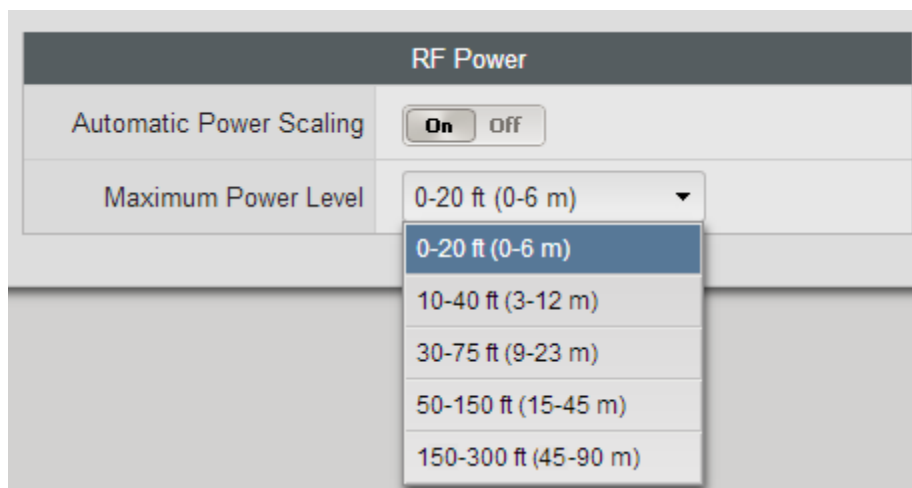 RF Power
Automatic Power Scaling On Off
Maximum Power Level 0-20 ft (0-6 m)
0-20 ft (0-6 m)
10-40 ft (3-12 m)
30-75 ft (9-23 m)
50-150 ft (15-45 m)
150-300 ft (45-90 m)